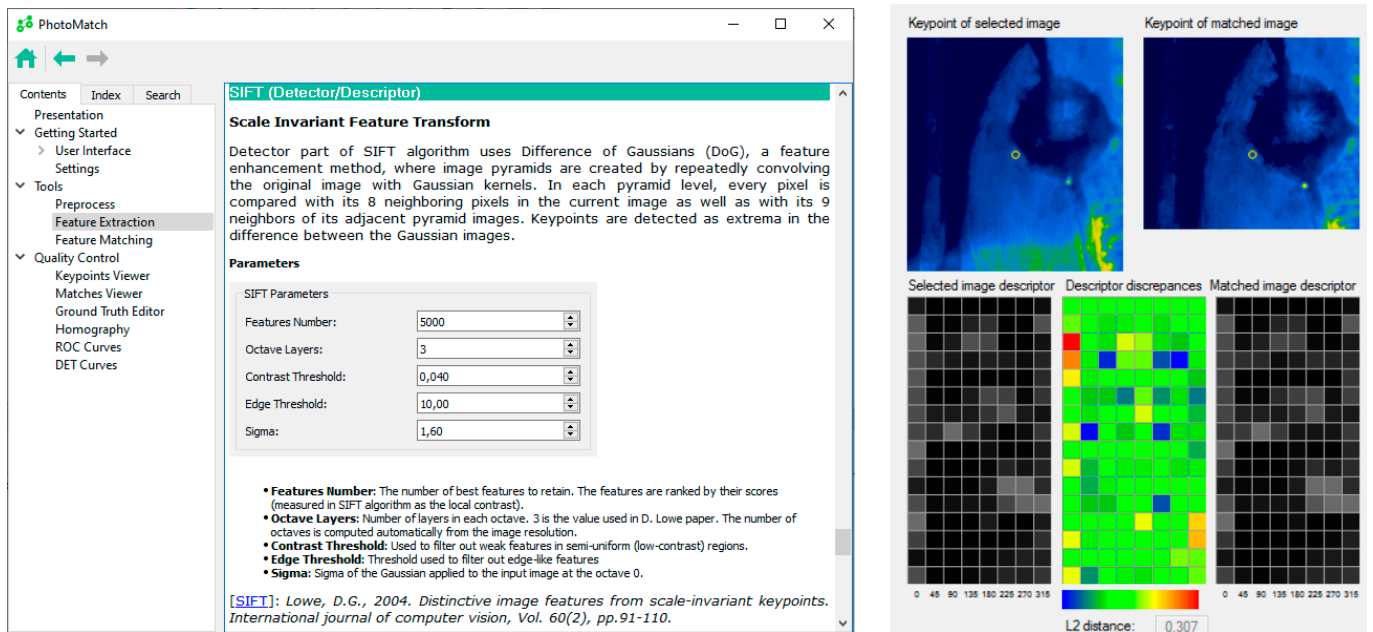 PhotoMatch
Contents Index Search
Presentation
Getting Started
User Interface
Settings
Tools
Preprocess
Feature Extraction
Feature Matching
Quality Control
Keypoints Viewer
Matches Viewer
Ground Truth Editor
Homography
ROC Curves
DET Curves
SIFT (Detector/Descriptor)
Scale Invariant Feature Transform
Detector part of SIFT algorithm uses Difference of Gaussians (DoG), a feature
enhancement method, where image pyramids are created by repeatedly convolving
the original image with Gaussian kernels. In each pyramid level, every pixel is
compared with its 8 neighboring pixels in the current image as well as with its 9
neighbors of its adjacent pyramid images. Keypoints are detected as extrema in the
difference between the Gaussian images.
Parameters
SIFT Parameters
Features Number: 5000
Octave Layers: 3
Contrast Threshold: 0,040
Edge Threshold: 10,00
Sigma: 1,60
• Features Number: The number of best features to retain. The features are ranked by their scores
(measured in SIFT algorithm as the local contrast).
• Octave Layers: Number of layers in each octave. 3 is the value used in D. Lowe paper. The number of
octaves is computed automatically from the image resolution.
• Contrast Threshold: Used to filter out weak features in semi-uniform (low-contrast) regions.
• Edge Threshold: Threshold used to filter out edge-like features
• Sigma: Sigma of the Gaussian applied to the input image at the octave 0.
[SIFT]: Lowe, D.G., 2004. Distinctive image features from scale-invariant keypoints.
International journal of computer vision, Vol. 60(2), pp.91-110.
Keypoint of selected image
Keypoint of matched image
Selected image descriptor
Descriptor discrepances
Matched image descriptor
0 45 90 135 180 225 270 315
0 45 90 135 180 225 270 315
L2 distance: 0.307